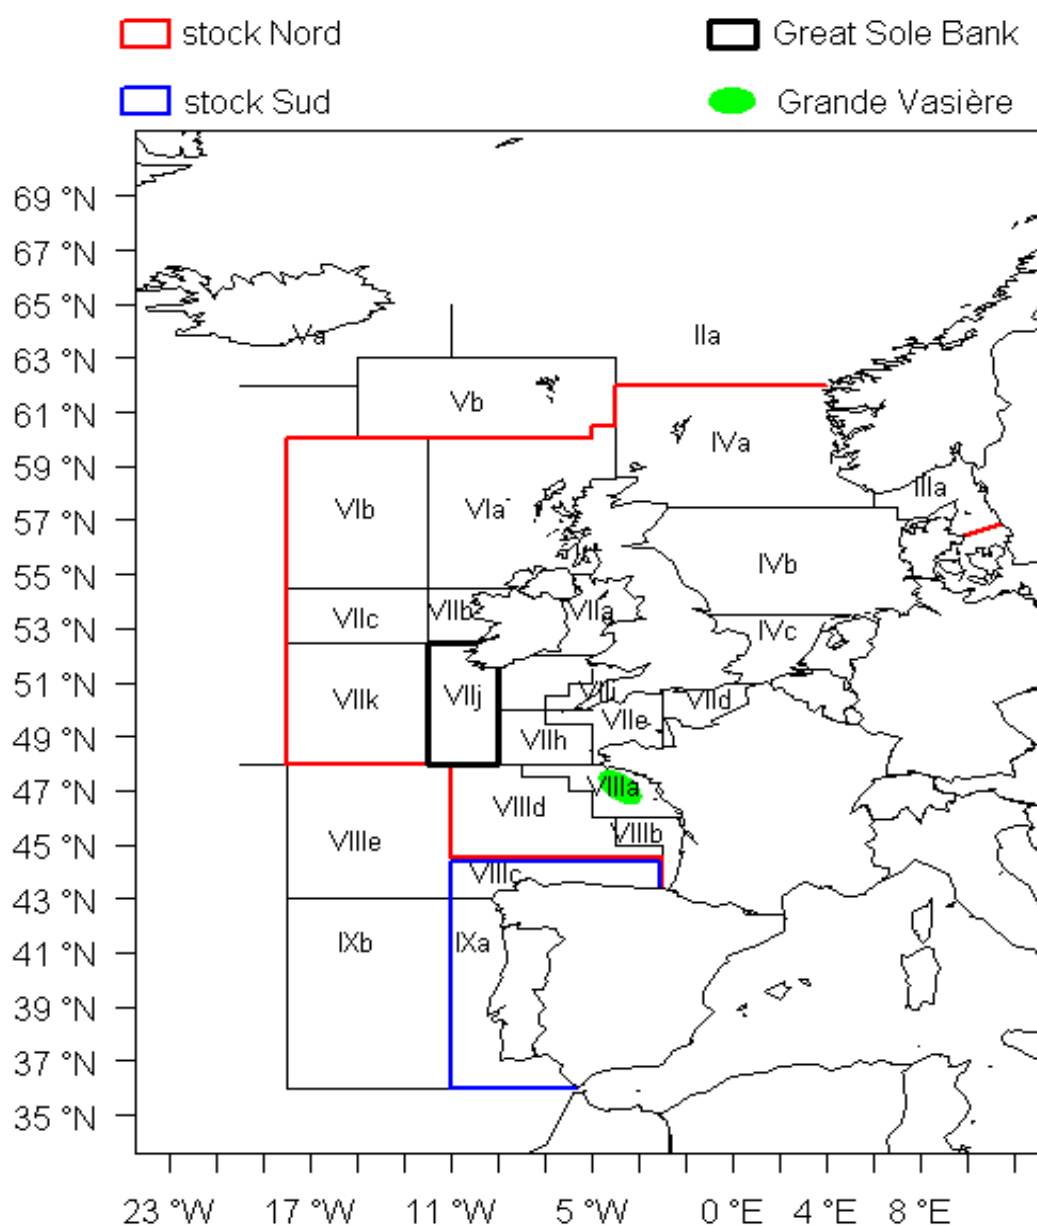 stock Nord
Great Sole Bank
stock Sud
Grande Vasière
69 °N
67 °N
65 °N
Va
IIa
63 °N
Vb
61 °N
IVa
59 °N
IIIa
VIb
VIa
57 °N
IVb
55 °N
VIIc
VIIb
VIIa
53 °N
IVc
51 °N
VIIk
VIIj
VIId
VIIe
49 °N
VIIh
47 °N
VIIIa
VIIId
VIIIe
VIIIb
45 °N
VIIIc
43 °N
IXb
IXa
41 °N
39 °N
37 °N
35 °N
23 °W
17 °W
11 °W
5 °W
0 °E
4 °E
8 °E